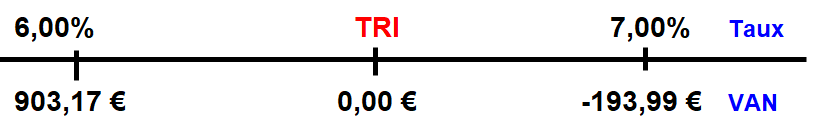 6,00% TRI 7,00% Taux
903,17 € 0,00 € -193,99 € VAN